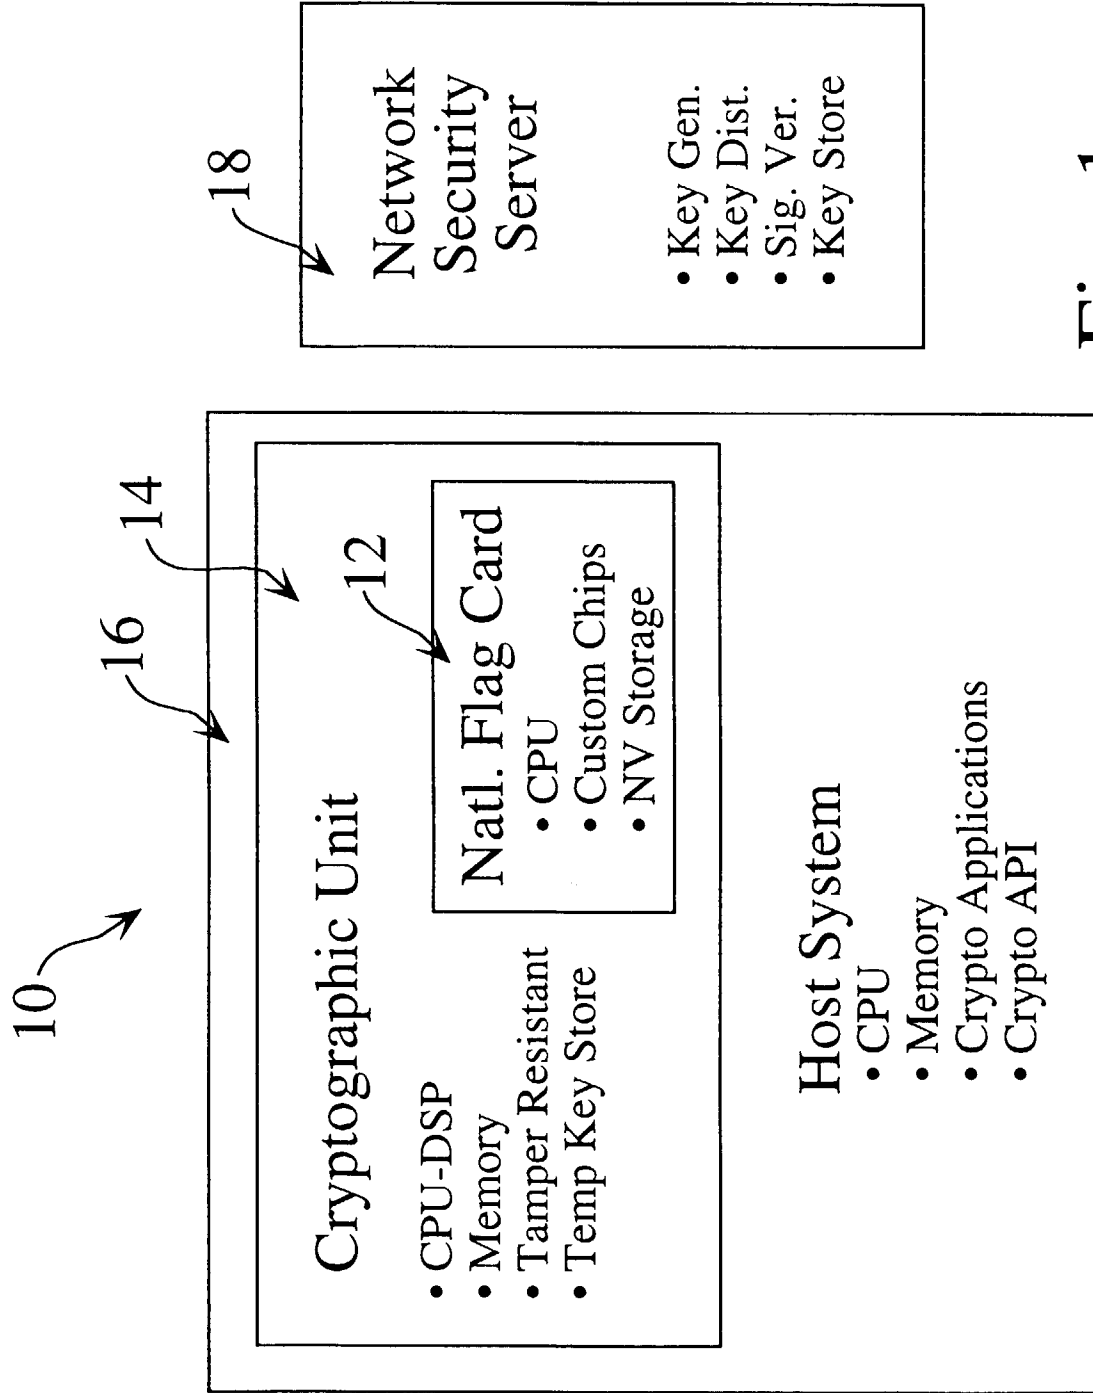 10
16
14
Cryptographic Unit
• CPU-DSP
• Memory
• Tamper Resistant
• Temp Key Store
12
Natl. Flag Card
• CPU
• Custom Chips
• NV Storage
Host System
• CPU
• Memory
• Crypto Applications
• Crypto API
18
Network
Security
Server
• Key Gen.
• Key Dist.
• Sig. Ver.
• Key Store